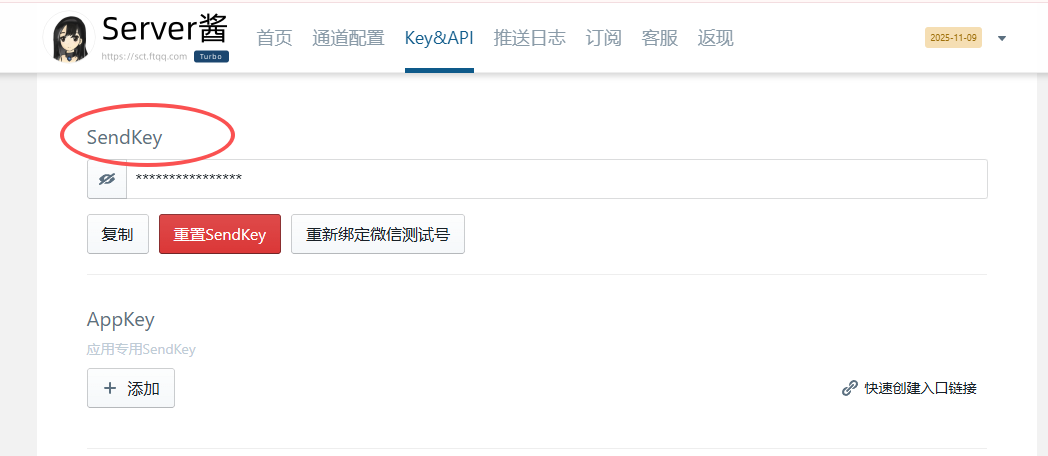 Server酱
https://sct.ftqq.com Turbo
首页 通道配置 Key&API 推送日志 订阅 客服 返现 2025-11-09
SendKey
****************
复制 重置SendKey 重新绑定微信测试号
AppKey
应用专用SendKey
+ 添加 快速创建入口链接